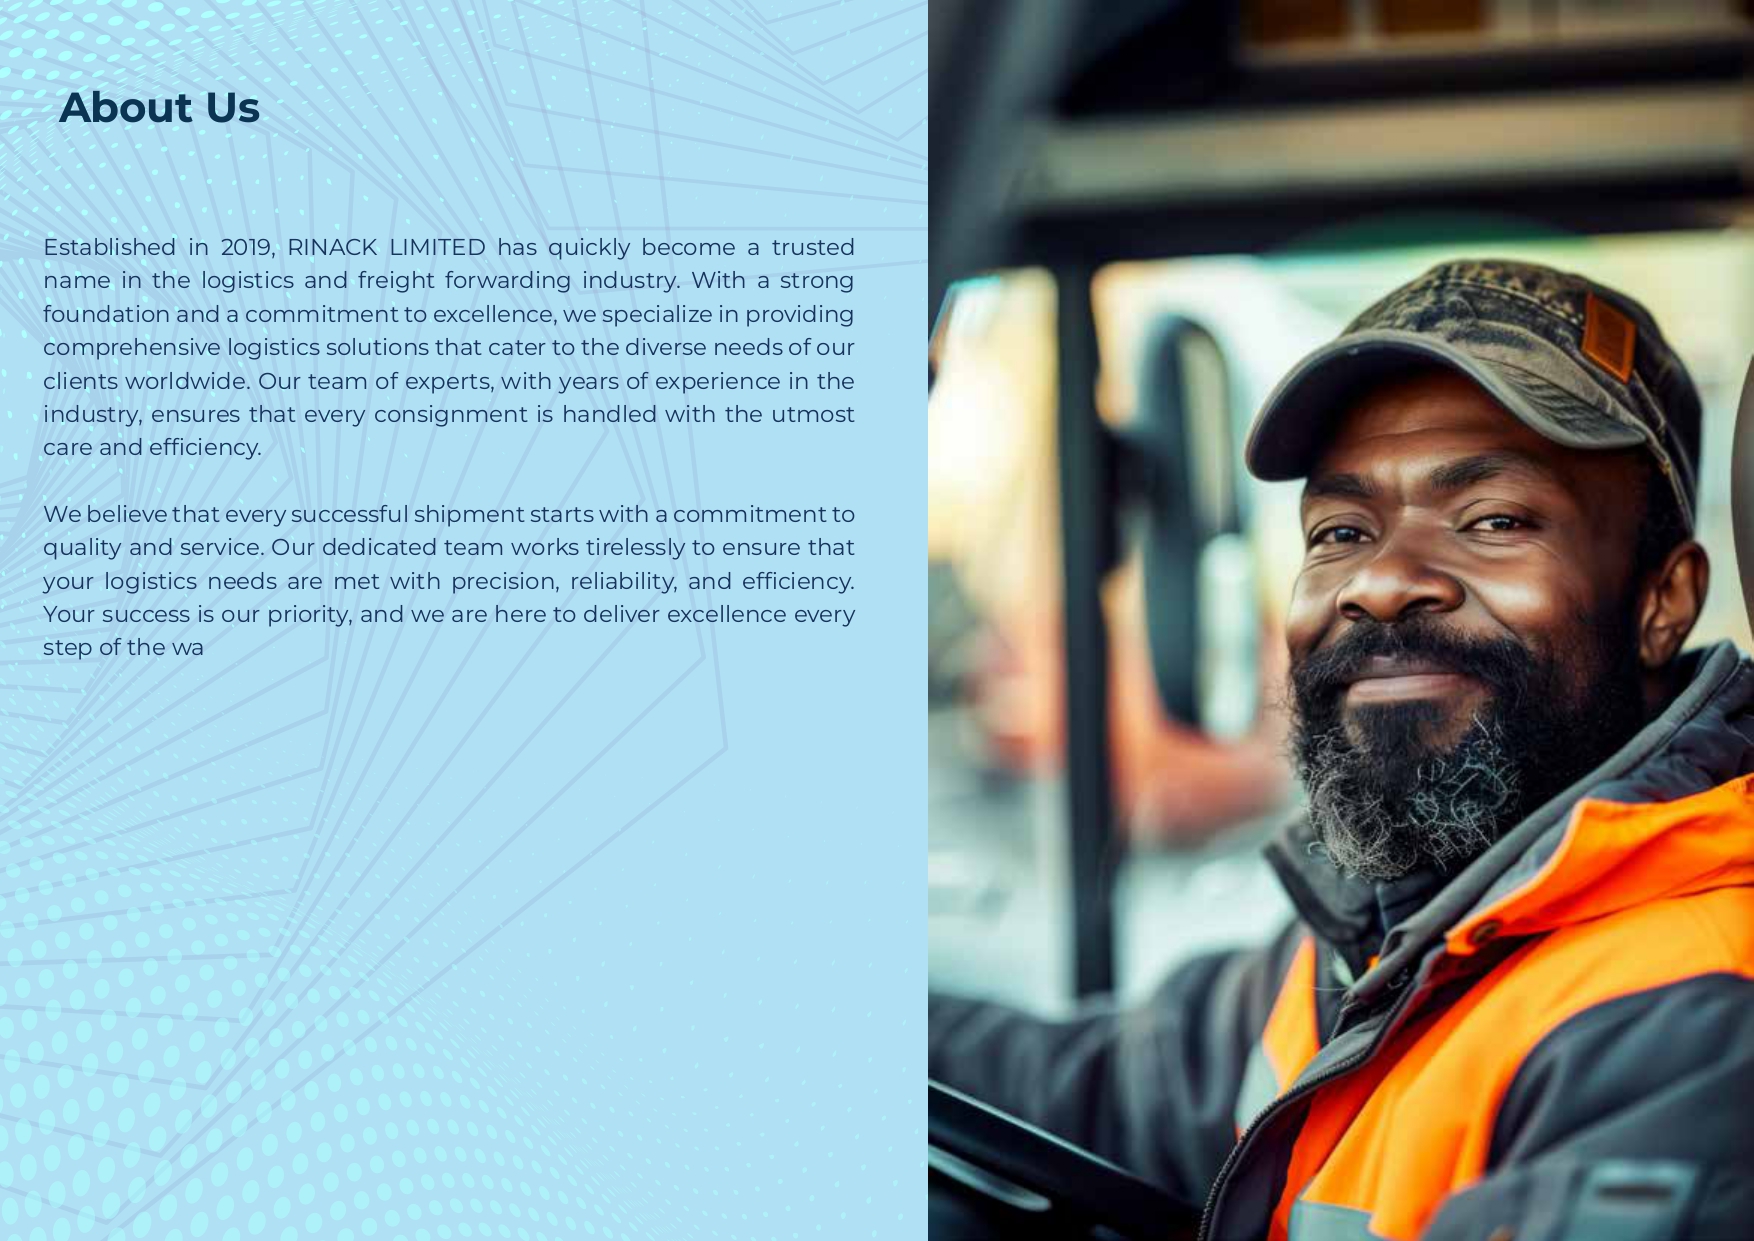 About Us
Established in 2019, RINACK LIMITED has quickly become a trusted
name in the logistics and freight forwarding industry. With a strong
foundation and a commitment to excellence, we specialize in providing
comprehensive logistics solutions that cater to the diverse needs of our
clients worldwide. Our team of experts, with years of experience in the
industry, ensures that every consignment is handled with the utmost
care and efficiency.
We believe that every successful shipment starts with a commitment to
quality and service. Our dedicated team works tirelessly to ensure that
your logistics needs are met with precision, reliability, and efficiency.
Your success is our priority, and we are here to deliver excellence every
step of the wa